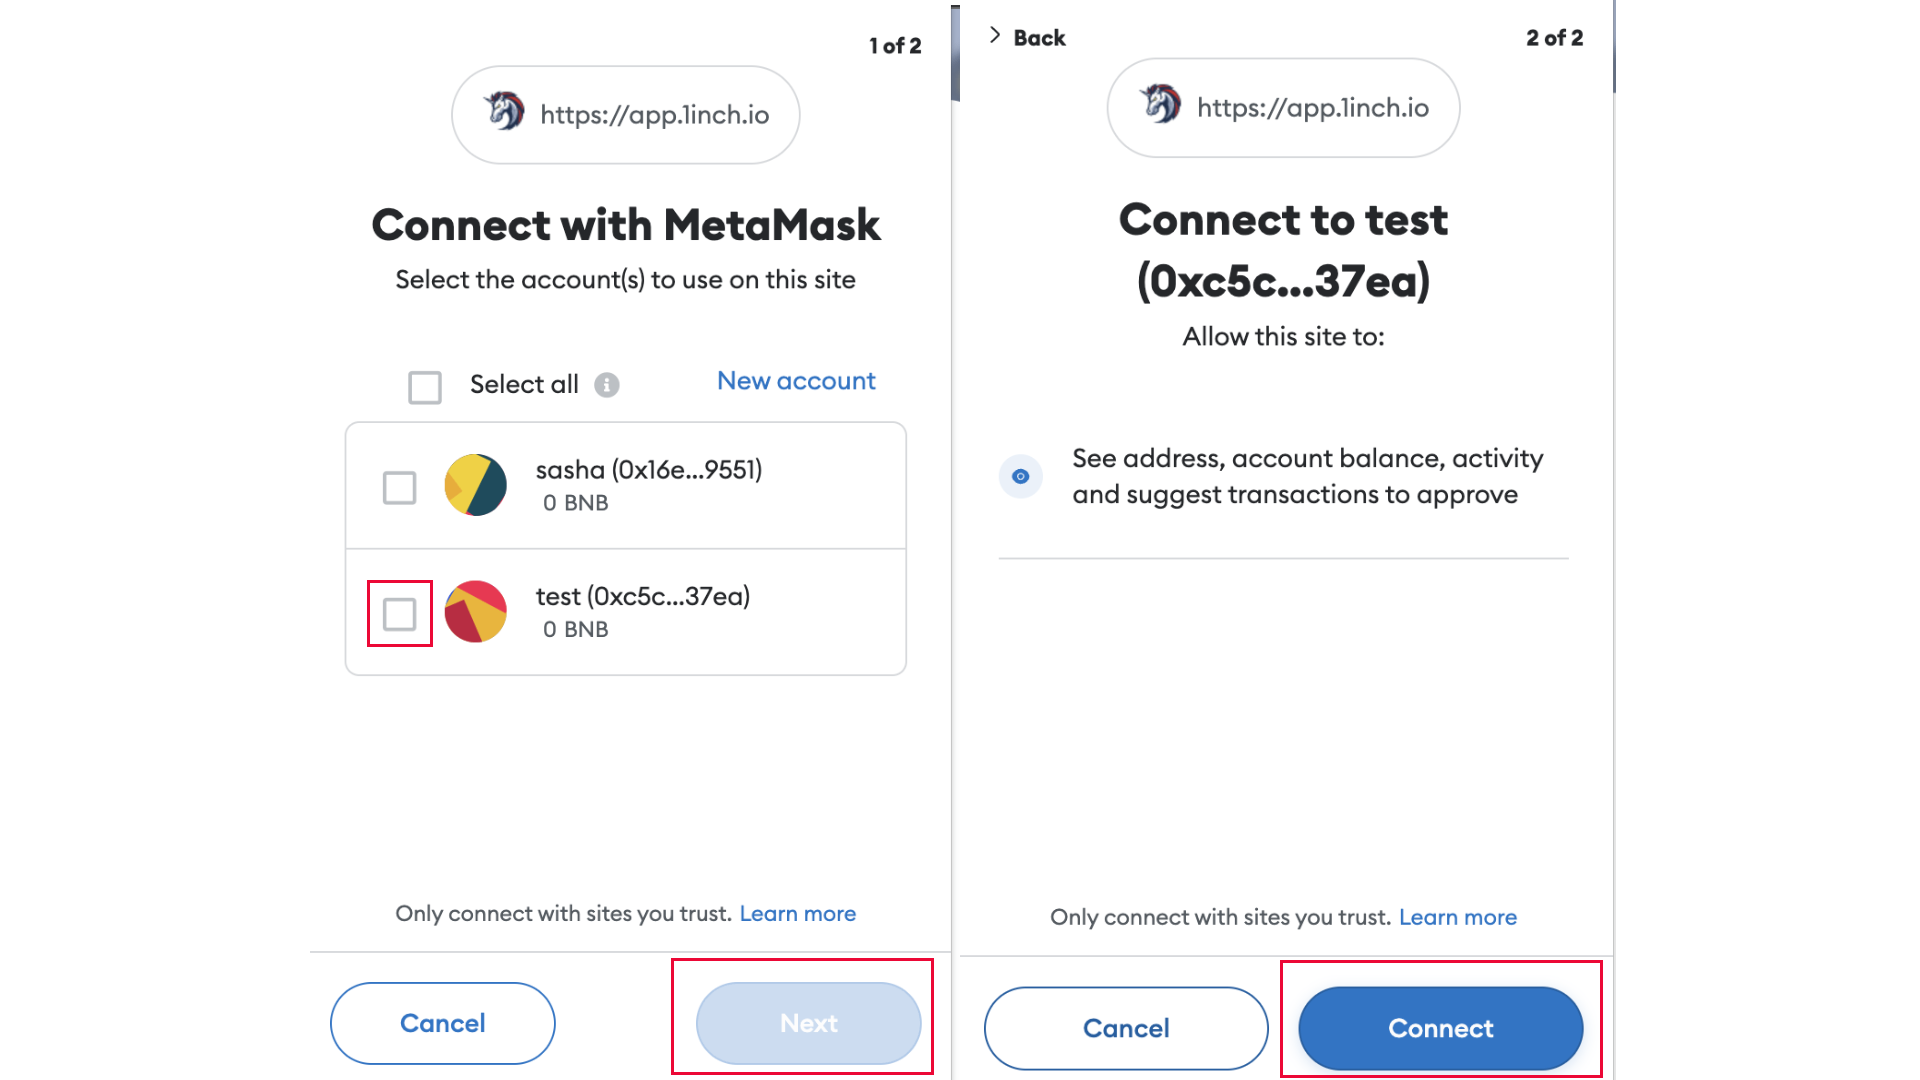 1 of 2
https://app.1inch.io
Connect with MetaMask
Select the account(s) to use on this site
Select all
New account
sasha (0x16e...9551)
0 BNB
test (0xc5c...37ea)
0 BNB
Only connect with sites you trust. Learn more
Cancel
Next
Back
2 of 2
https://app.1inch.io
Connect to test
(0xc5c...37ea)
Allow this site to:
See address, account balance, activity
and suggest transactions to approve
Only connect with sites you trust. Learn more
Cancel
Connect